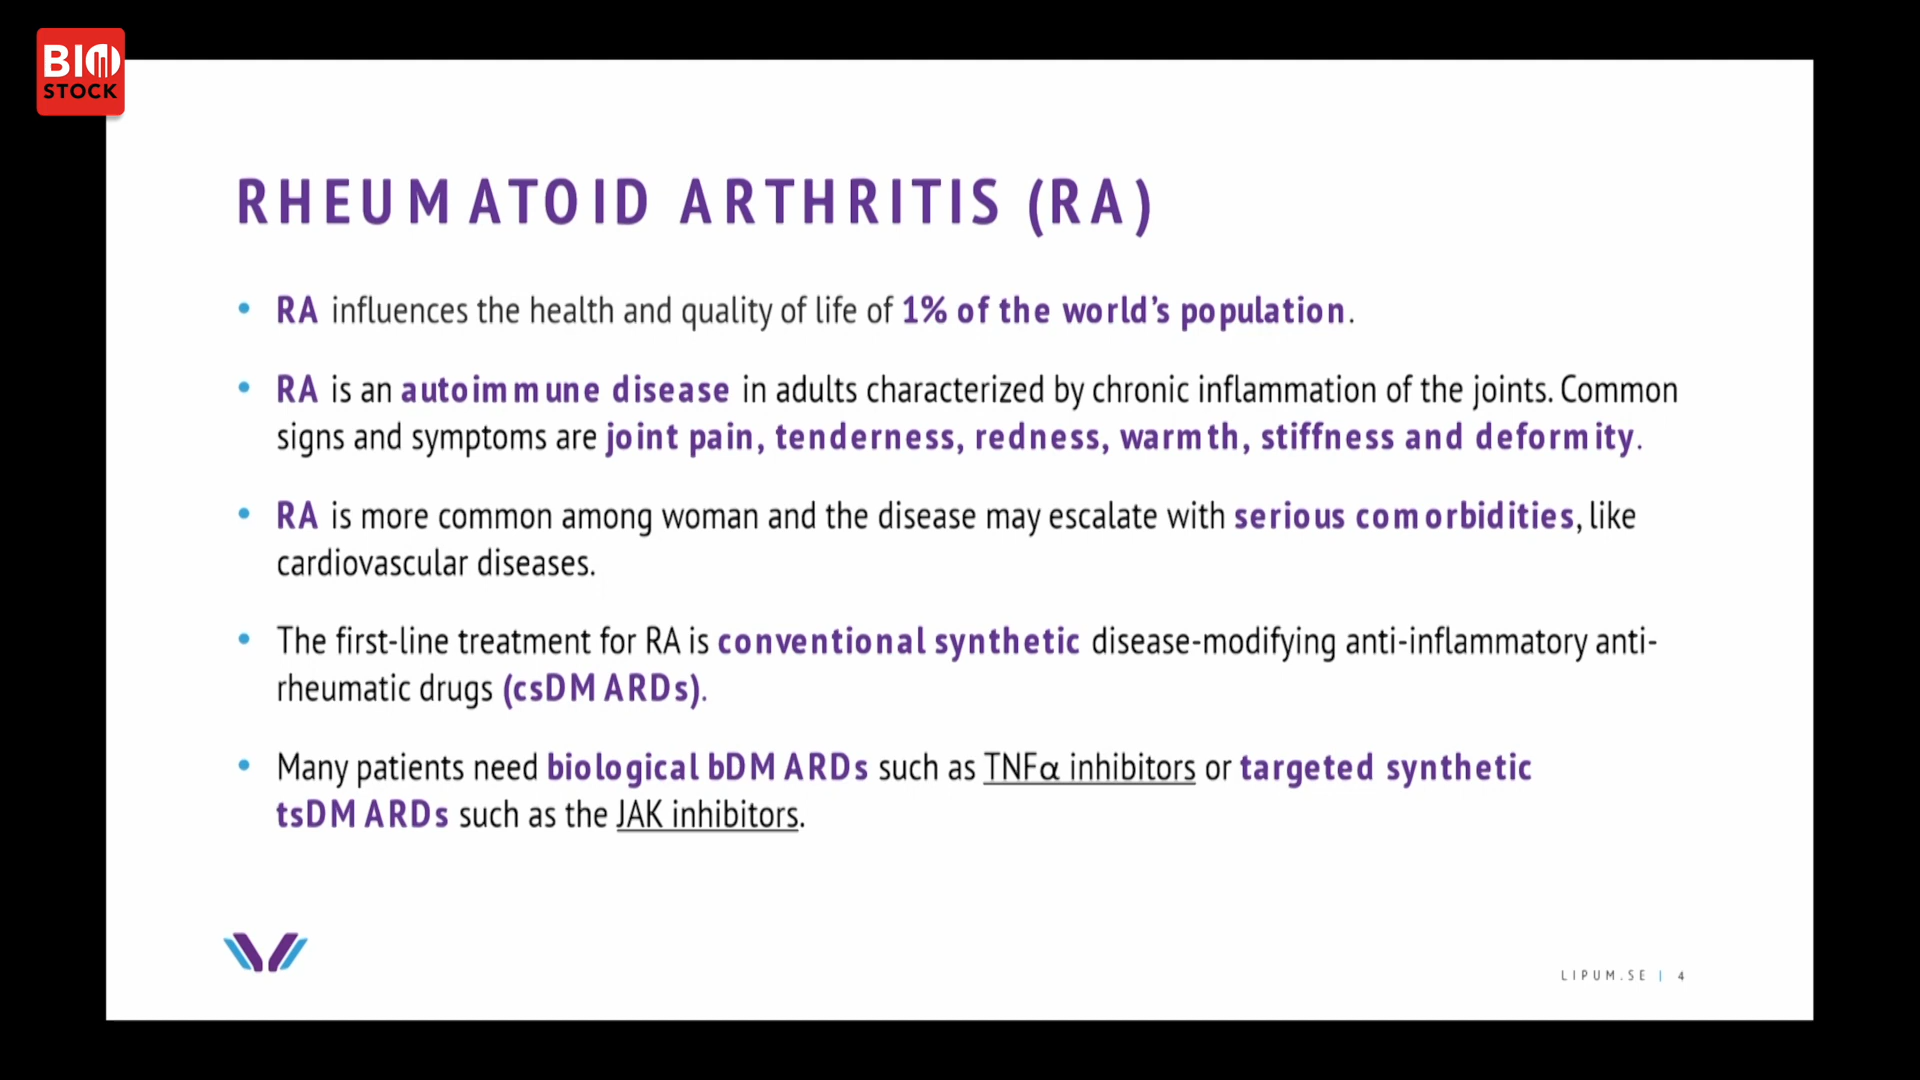 BIO
STOCK
RHEUMATOID ARTHRITIS (RA)
• RA influences the health and quality of life of 1% of the world’s population.
• RA is an autoimmune disease in adults characterized by chronic inflammation of the joints. Common
signs and symptoms are joint pain, tenderness, redness, warmth, stiffness and deformity.
• RA is more common among woman and the disease may escalate with serious comorbidities, like
cardiovascular diseases.
• The first-line treatment for RA is conventional synthetic disease-modifying anti-inflammatory anti-
rheumatic drugs (csDMARDs).
• Many patients need biological bDMARDs such as TNFα inhibitors or targeted synthetic
tsDMARDs such as the JAK inhibitors.
LIPUM.SE | 4